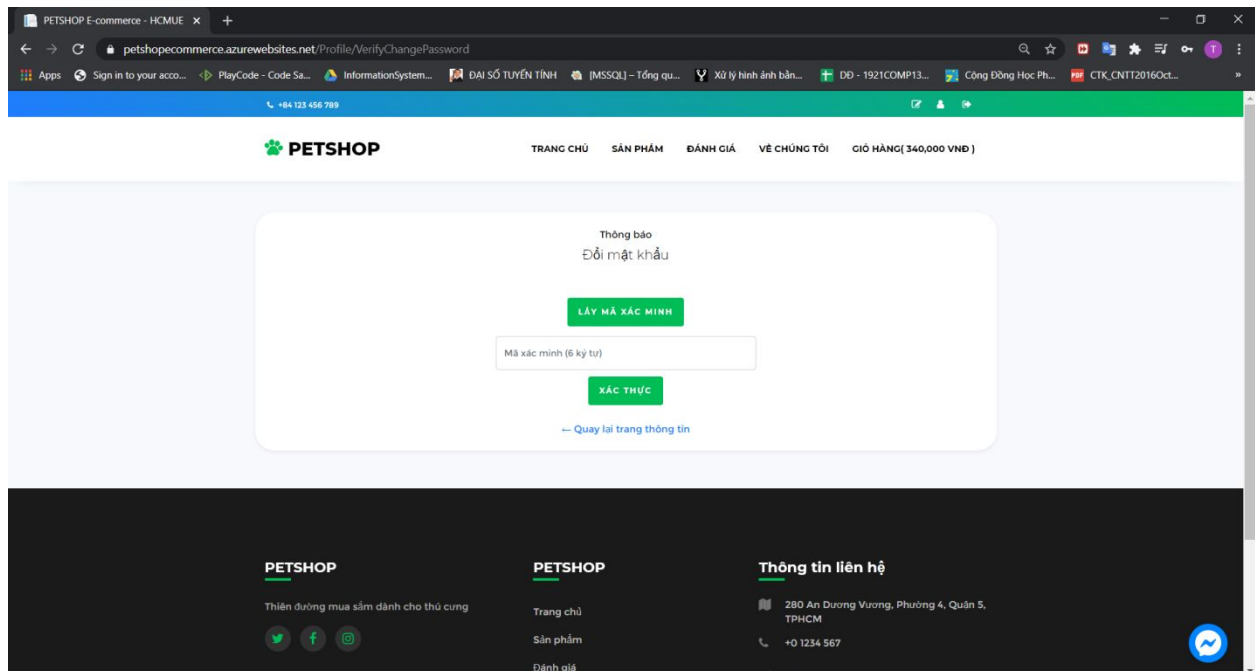 PETSHOP E-commerce - HCMUE
petshopecommerce.azurewebsites.net/Profile/VerifyChangePassword
Apps Sign in to your acco... PlayCode - Code Sa... InformationSystem... ĐẠI SỐ TUYẾN TÍNH [MSSQL] – Tổng qu... Xử lý hình ảnh bằn... DĐ - 1921COMP13... Cộng Đồng Học Ph... CTK_CNTT2016Oct... »
+84 123 456 789
PETSHOP TRANG CHỦ SẢN PHẨM ĐÁNH GIÁ VỀ CHÚNG TÔI GIỎ HÀNG( 340,000 VNĐ )
Thông báo
Đổi mật khẩu
LẤY MÃ XÁC MINH
Mã xác minh (6 ký tự)
XÁC THỰC
← Quay lại trang thông tin
PETSHOP PETSHOP Thông tin liên hệ
Thiên đường mua sắm dành cho thú cưng
Trang chủ
Sản phẩm
Đánh giá
280 An Dương Vương, Phường 4, Quận 5,
TPHCM
+0 1234 567